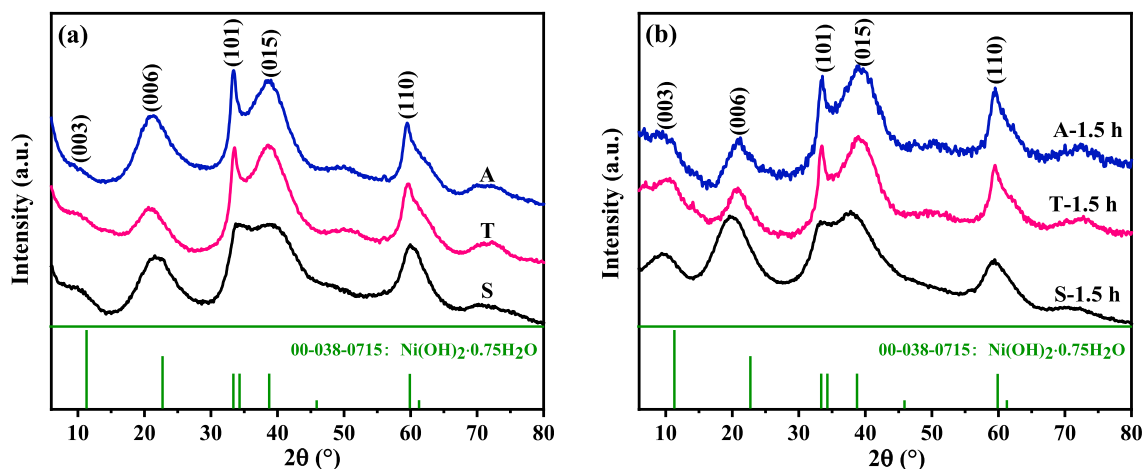 (a)
(003)
(006)
(101)
(015)
(110)
A
T
S
Intensity (a.u.)
00-038-0715: Ni(OH)2·0.75H2O
10 20 30 40 50 60 70 80
2θ (°)
(b)
(003)
(006)
(101)
(015)
(110)
A-1.5 h
T-1.5 h
S-1.5 h
Intensity (a.u.)
00-038-0715: Ni(OH)2·0.75H2O
10 20 30 40 50 60 70 80
2θ (°)